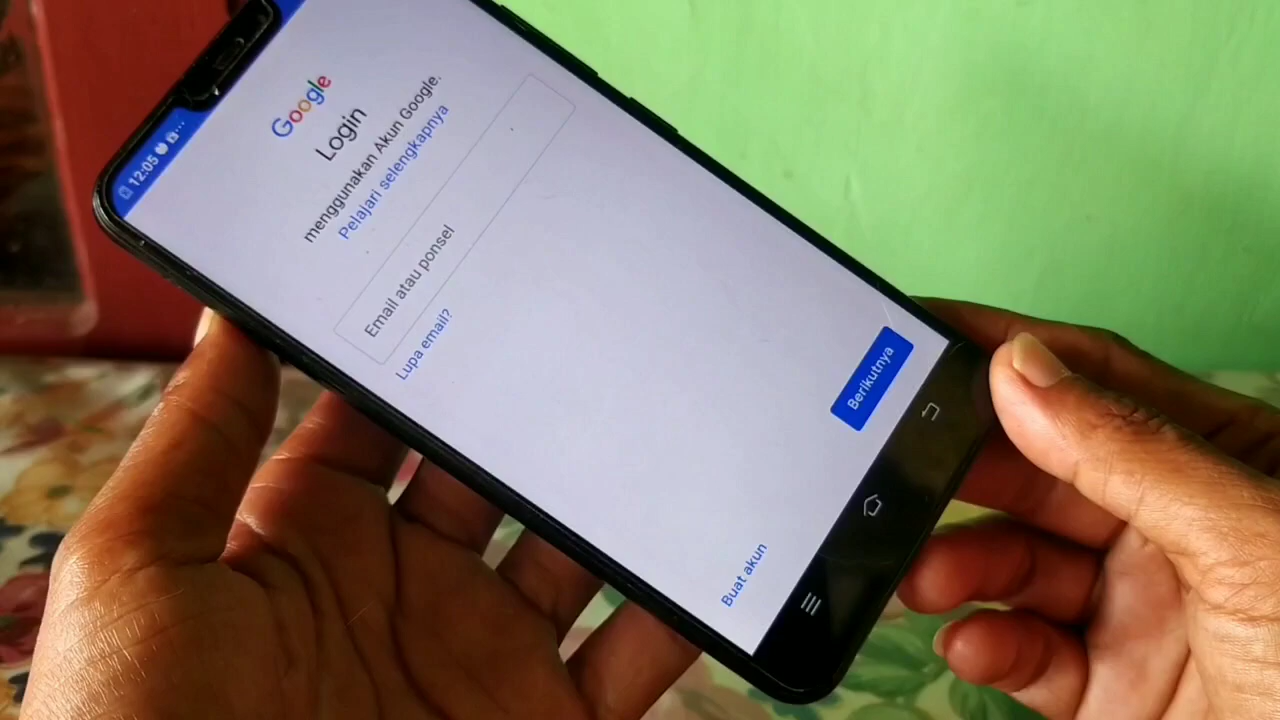 12:05
Google
Login
menggunakan Akun Google.
Pelajari selengkapnya
Email atau ponsel
Lupa email?
Berikutnya
Buat akun